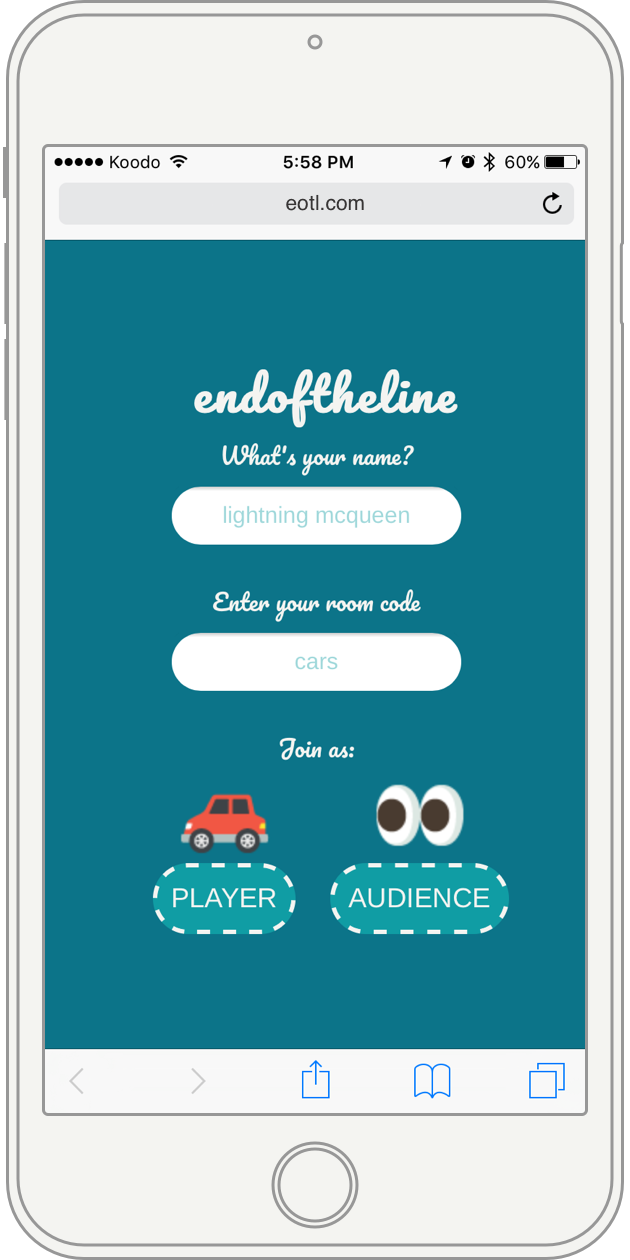 Koodo 5:58 PM 60%
eotl.com
endoftheline
What's your name?
lightning mcqueen
Enter your room code
cars
Join as:
PLAYER AUDIENCE